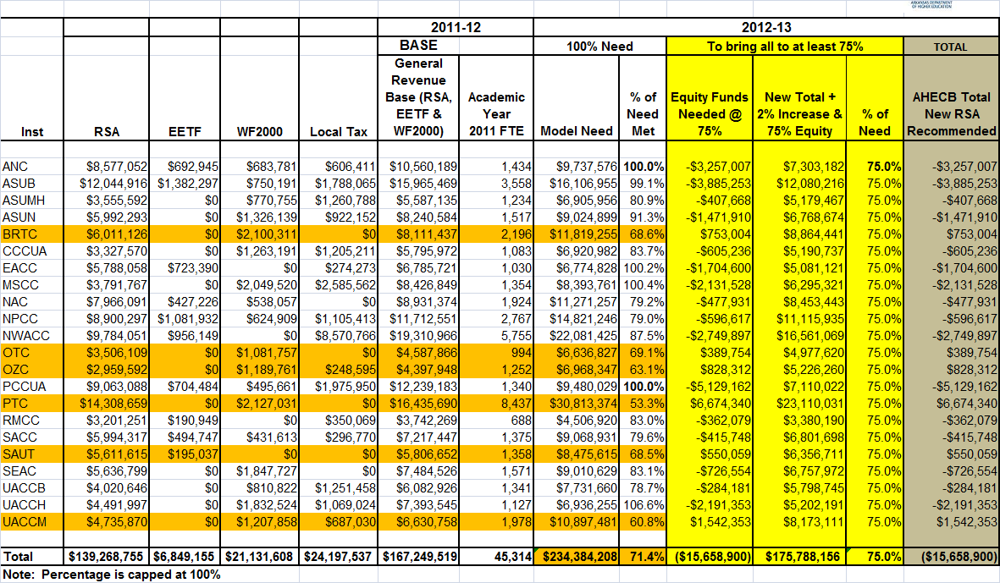 ARKANSAS DEPARTMENT
OF HIGHER EDUCATION
2011-12 2012-13
BASE 100% Need To bring all to at least 75% TOTAL
Inst RSA EETF WF2000 Local Tax General Revenue Base (RSA, EETF & WF2000) Academic Year 2011 FTE Model Need % of Need Met Equity Funds Needed @ 75% New Total + 2% Increase & 75% Equity % of Need AHECB Total New RSA Recommended
ANC $8,577,052 $692,945 $683,781 $606,411 $10,560,189 1,434 $9,737,576 100.0% -$3,257,007 $7,303,182 75.0% -$3,257,007
ASUB $12,044,916 $1,382,297 $750,191 $1,788,065 $15,965,469 3,558 $16,106,955 99.1% -$3,885,253 $12,080,216 75.0% -$3,885,253
ASUMH $3,555,592 $0 $770,755 $1,260,788 $5,587,135 1,234 $6,905,956 80.9% -$407,668 $5,179,467 75.0% -$407,668
ASUN $5,992,293 $0 $1,326,139 $922,152 $8,240,584 1,517 $9,024,899 91.3% -$1,471,910 $6,768,674 75.0% -$1,471,910
BRTC $6,011,126 $0 $2,100,311 $0 $8,111,437 2,196 $11,819,255 68.6% $753,004 $8,864,441 75.0% $753,004
CCCUA $3,327,570 $0 $1,263,191 $1,205,211 $5,795,972 1,083 $6,920,982 83.7% -$605,236 $5,190,737 75.0% -$605,236
EACC $5,788,058 $723,390 $0 $274,273 $6,785,721 1,030 $6,774,828 100.2% -$1,704,600 $5,081,121 75.0% -$1,704,600
MSCC $3,791,767 $0 $2,049,520 $2,585,562 $8,426,849 1,354 $8,393,761 100.4% -$2,131,528 $6,295,321 75.0% -$2,131,528
NAC $7,966,091 $427,226 $538,057 $0 $8,931,374 1,924 $11,271,257 79.2% -$477,931 $8,453,443 75.0% -$477,931
NPCC $8,900,297 $1,081,932 $624,909 $1,105,413 $11,712,551 2,767 $14,821,246 79.0% -$596,617 $11,115,935 75.0% -$596,617
NWACC $9,784,051 $956,149 $0 $8,570,766 $19,310,966 5,755 $22,081,425 87.5% -$2,749,897 $16,561,069 75.0% -$2,749,897
OTC $3,506,109 $0 $1,081,757 $0 $4,587,866 994 $6,636,827 69.1% $389,754 $4,977,620 75.0% $389,754
OZC $2,959,592 $0 $1,189,761 $248,595 $4,397,948 1,252 $6,968,347 63.1% $828,312 $5,226,260 75.0% $828,312
PCCUA $9,063,088 $704,484 $495,661 $1,975,950 $12,239,183 1,340 $9,480,029 100.0% -$5,129,162 $7,110,022 75.0% -$5,129,162
PTC $14,308,659 $0 $2,127,031 $0 $16,435,690 8,437 $30,813,374 53.3% $6,674,340 $23,110,031 75.0% $6,674,340
RMCC $3,201,251 $190,949 $0 $350,069 $3,742,269 688 $4,506,920 83.0% -$362,079 $3,380,190 75.0% -$362,079
SACC $5,994,317 $494,747 $431,613 $296,770 $7,217,447 1,375 $9,068,931 79.6% -$415,748 $6,801,698 75.0% -$415,748
SAUT $5,611,615 $195,037 $0 $0 $5,806,652 1,358 $8,475,615 68.5% $550,059 $6,356,711 75.0% $550,059
SEAC $5,636,799 $0 $1,847,727 $0 $7,484,526 1,571 $9,010,629 83.1% -$726,554 $6,757,972 75.0% -$726,554
UACCB $4,020,646 $0 $810,822 $1,251,458 $6,082,926 1,341 $7,731,660 78.7% -$284,181 $5,798,745 75.0% -$284,181
UACCH $4,491,997 $0 $1,832,524 $1,069,024 $7,393,545 1,127 $6,936,255 106.6% -$2,191,353 $5,202,191 75.0% -$2,191,353
UACCM $4,735,870 $0 $1,207,858 $687,030 $6,630,758 1,978 $10,897,481 60.8% $1,542,353 $8,173,111 75.0% $1,542,353
Total $139,268,755 $6,849,155 $21,131,608 $24,197,537 $167,249,519 45,314 $234,384,208 71.4% ($15,658,900) $175,788,156 75.0% ($15,658,900)
Note: Percentage is capped at 100%